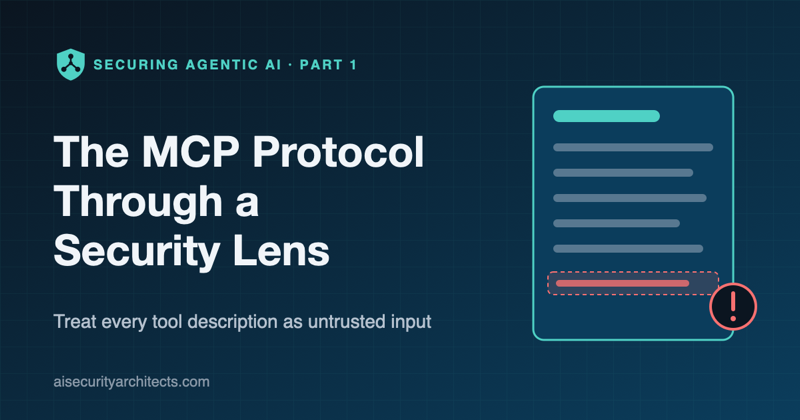 SECURING AGENTIC AI · PART 1
The MCP Protocol
Through a
Security Lens
Treat every tool description as untrusted input
aisecurityarchitects.com
!